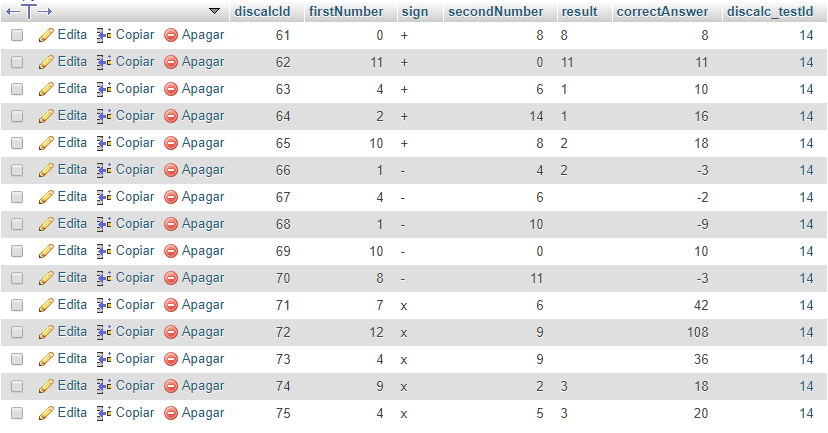 discalcId firstNumber sign secondNumber result correctAnswer discalc_testId
Edita Copiar Apagar 61 0 + 8 8 8 14
Edita Copiar Apagar 62 11 + 0 11 11 14
Edita Copiar Apagar 63 4 + 6 1 10 14
Edita Copiar Apagar 64 2 + 14 1 16 14
Edita Copiar Apagar 65 10 + 8 2 18 14
Edita Copiar Apagar 66 1 - 4 2 -3 14
Edita Copiar Apagar 67 4 - 6 -2 14
Edita Copiar Apagar 68 1 - 10 -9 14
Edita Copiar Apagar 69 10 - 0 10 14
Edita Copiar Apagar 70 8 - 11 -3 14
Edita Copiar Apagar 71 7 x 6 42 14
Edita Copiar Apagar 72 12 x 9 108 14
Edita Copiar Apagar 73 4 x 9 36 14
Edita Copiar Apagar 74 9 x 2 3 18 14
Edita Copiar Apagar 75 4 x 5 3 20 14